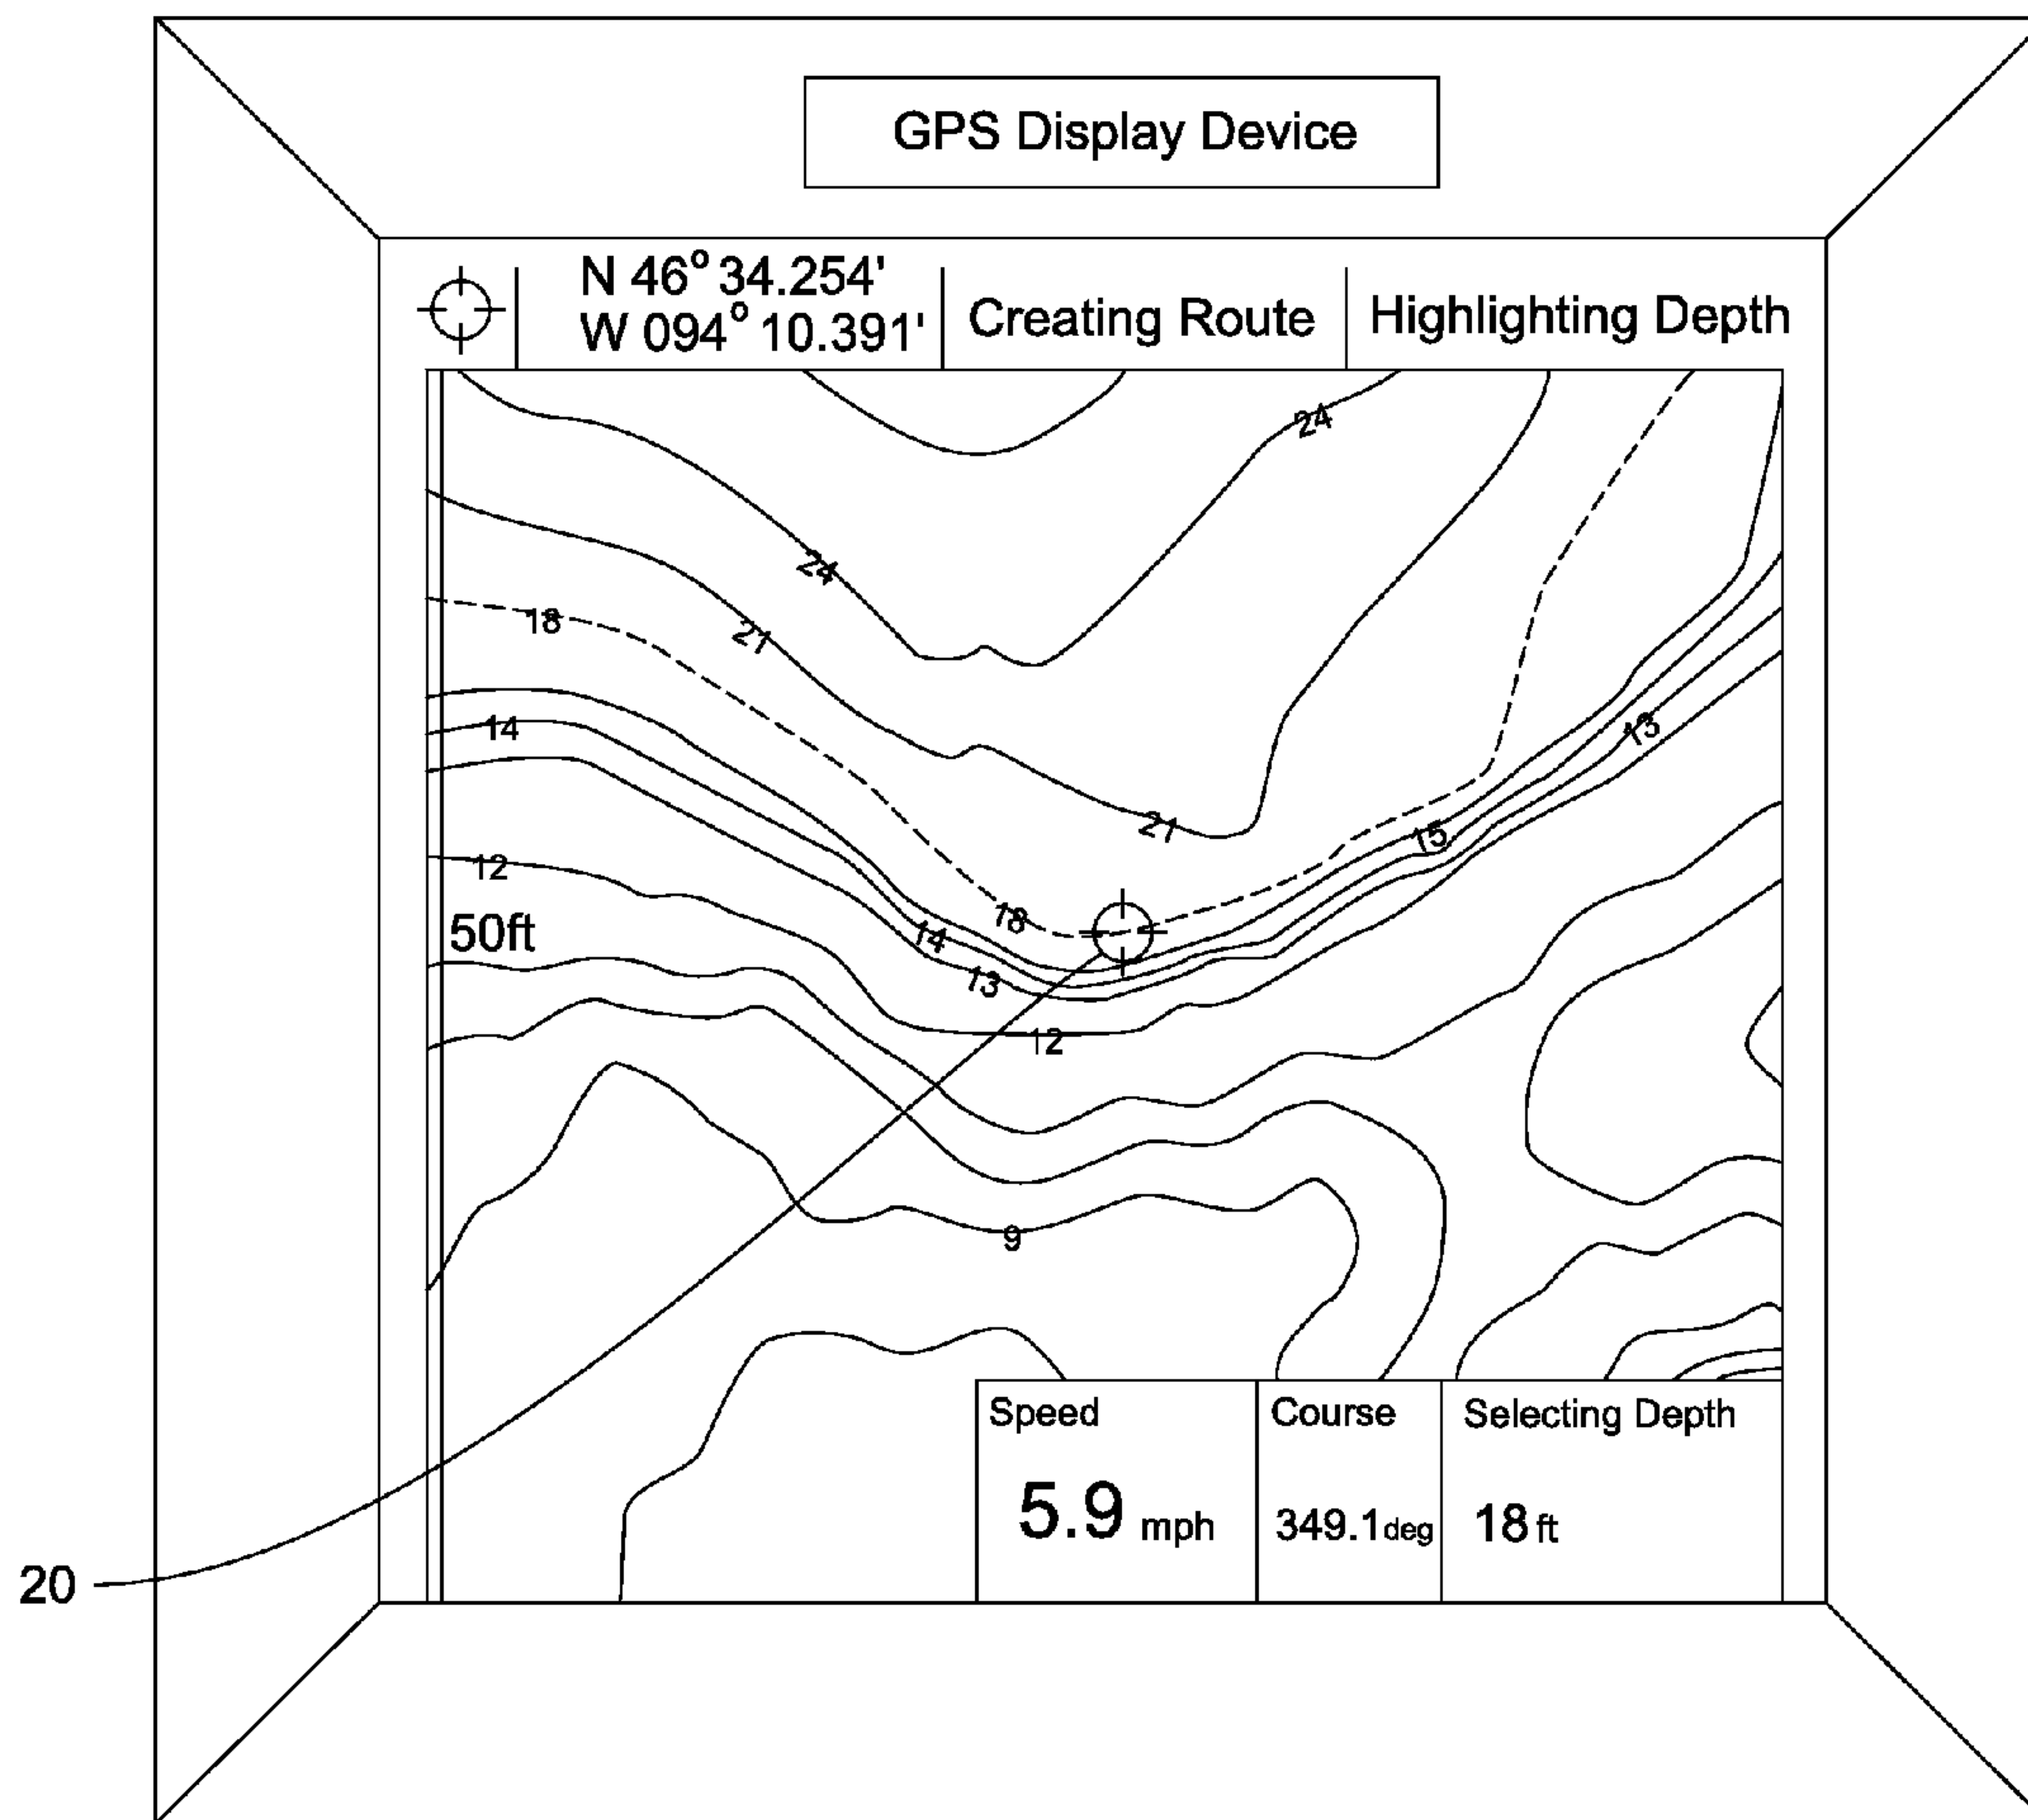 GPS Display Device
N 46° 34.254'
W 094° 10.391'
Creating Route
Highlighting Depth
24
24
18
21
14
13
21
15
12
18
50ft
14
13
12
9
Speed
Course
Selecting Depth
5.9 mph
349.1deg
18 ft
20